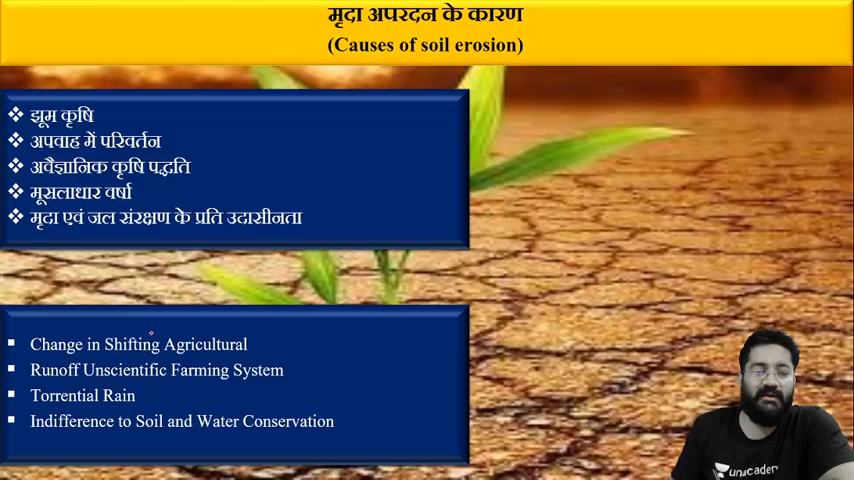 मृदा अपरदन के कारण
(Causes of soil erosion)
❖ झूम कृषि
❖ अपवाह में परिवर्तन
❖ अवैज्ञानिक कृषि पद्धति
❖ मूसलाधार वर्षा
❖ मृदा एवं जल संरक्षण के प्रति उदासीनता
▪ Change in Shifting Agricultural
▪ Runoff Unscientific Farming System
▪ Torrential Rain
▪ Indifference to Soil and Water Conservation
unacademy